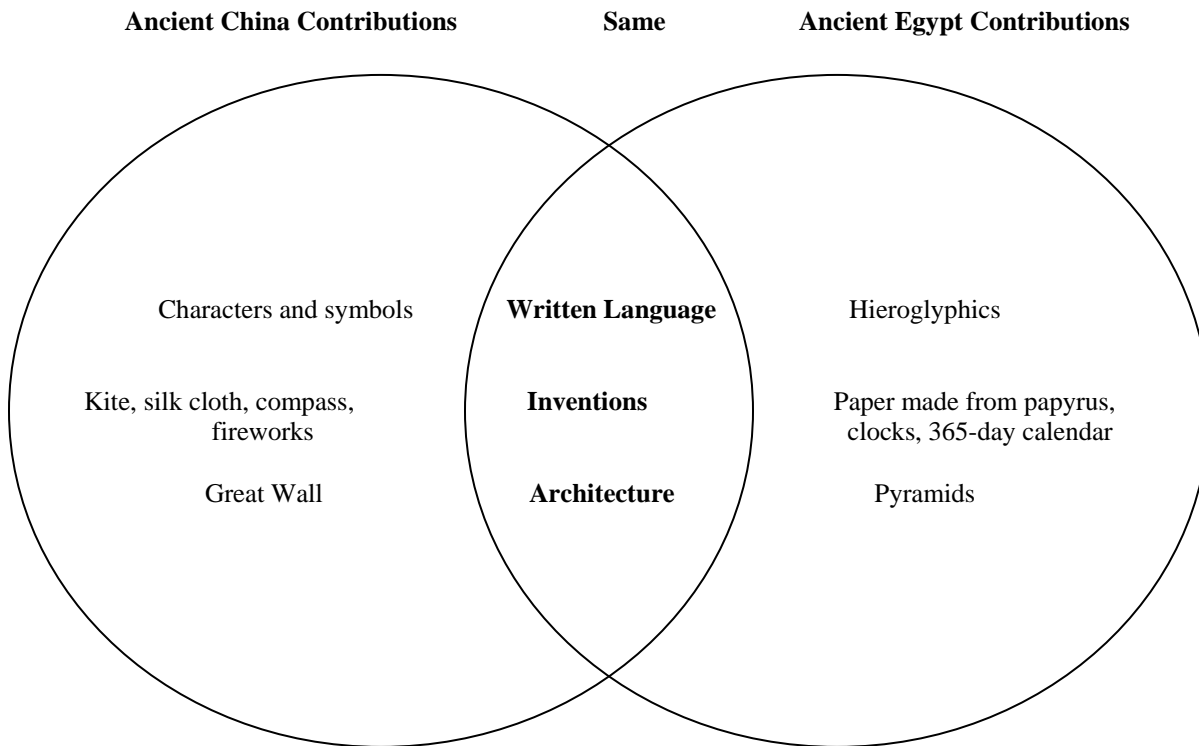 Ancient China Contributions Same Ancient Egypt Contributions
Characters and symbols Written Language Hieroglyphics
Kite, silk cloth, compass, Inventions Paper made from papyrus,
fireworks clocks, 365-day calendar
Great Wall Architecture Pyramids